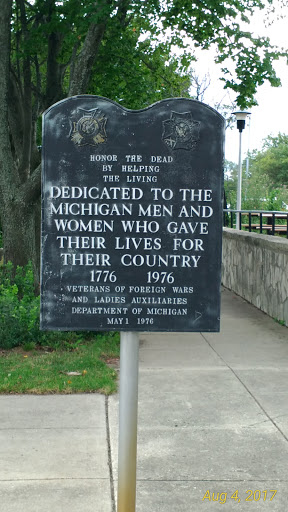 HONOR THE DEAD
BY HELPING
THE LIVING
DEDICATED TO THE
MICHIGAN MEN AND
WOMEN WHO GAVE
THEIR LIVES FOR
THEIR COUNTRY
1776 1976
VETERANS OF FOREIGN WARS
AND LADIES AUXILIARIES
DEPARTMENT OF MICHIGAN
MAY 1 1976
Aug 4, 2017